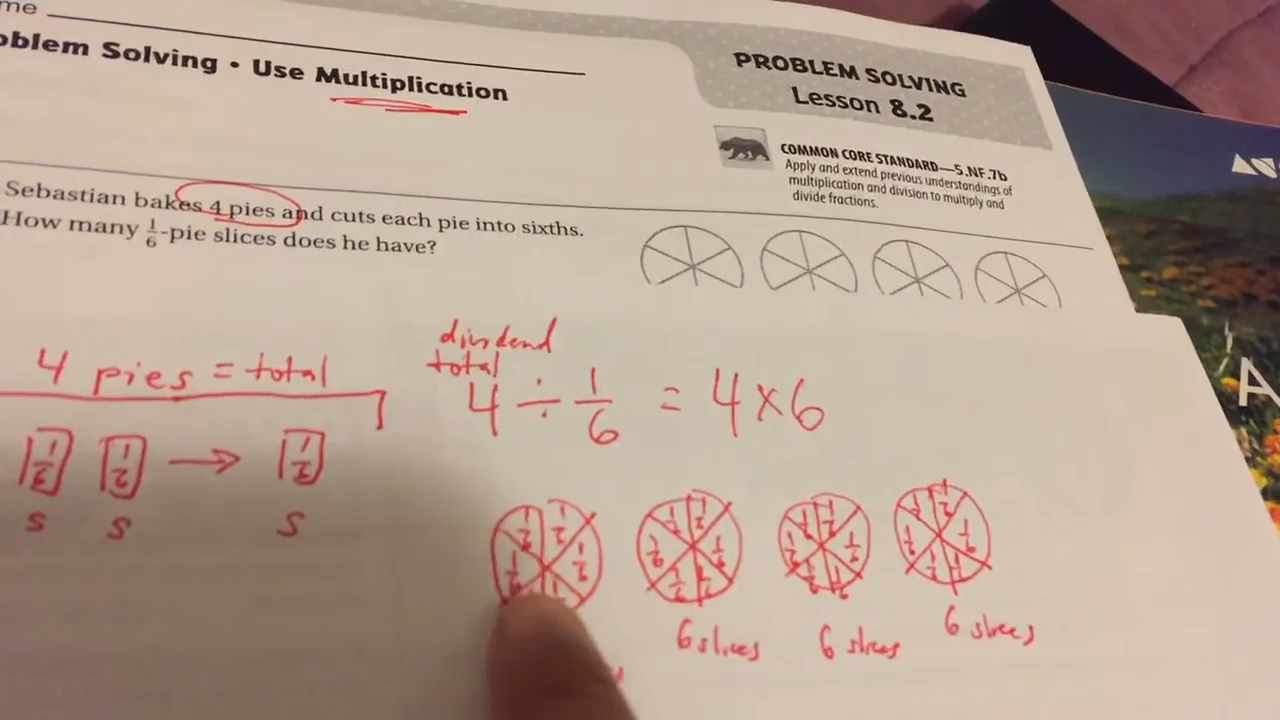 me
oblem Solving • Use Multiplication
PROBLEM SOLVING
Lesson 8.2
COMMON CORE STANDARD—5.NF.7b
Apply and extend previous understandings of
multiplication and division to multiply and
divide fractions.
Sebastian bakes 4 pies and cuts each pie into sixths.
How many 1/6-pie slices does he have?
4 pies = total
S S S
dividend
total
4 ÷ 1/6 = 4 × 6
6 slices 6 slices 6 slices
A